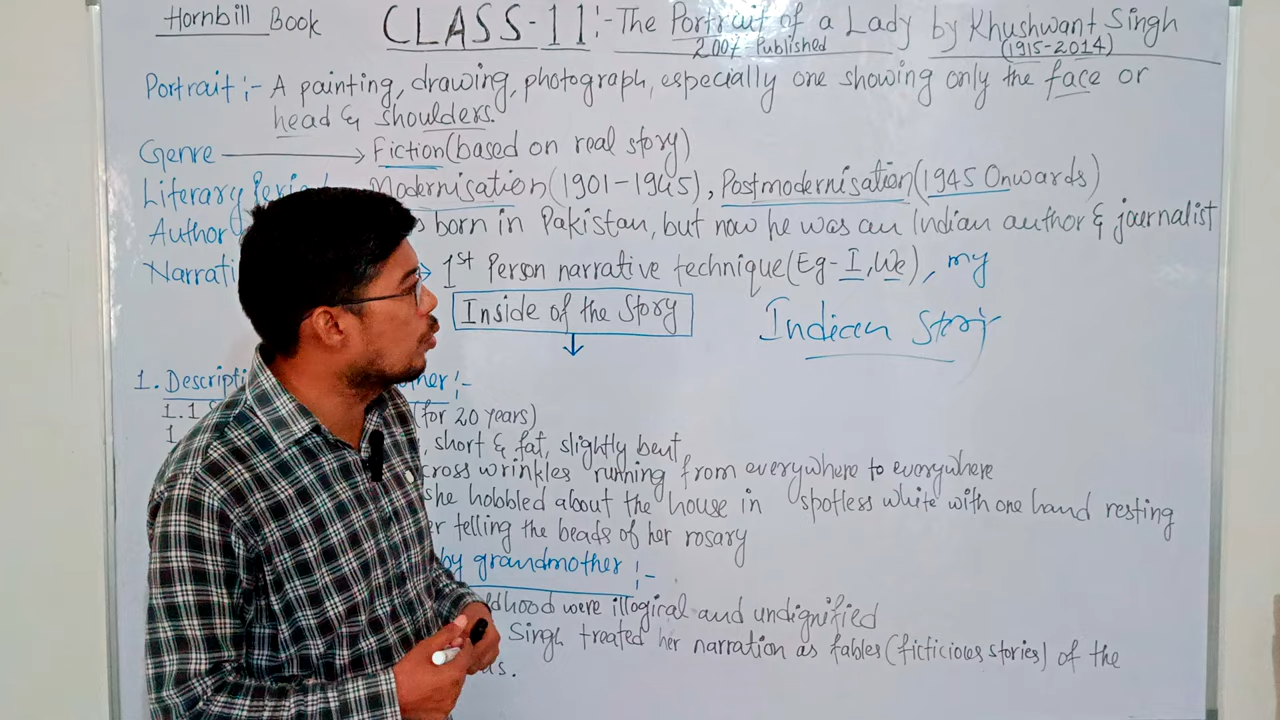 Hornbill Book CLASS-11:- The Portrait of a Lady by Khushwant Singh
2007-Published (1915-2014)
Portrait:- A painting, drawing, photograph, especially one showing only the face or
head & shoulders.
Genre → Fiction (based on real story)
Literary Modernisation (1901-1945), Postmodernisation (1945 Onwards)
Author born in Pakistan, but now he was an Indian author & journalist
Narrati → 1st Person narrative technique (Eg- I, We), my
Inside of the Story
Indian Story
1. Descripti other:-
1.1 (for 20 years)
1. , short & fat, slightly bent
cross wrinkles running from everywhere to everywhere
she hobbled about the house in spotless white with one hand resting
er telling the beads of her rosary
by grandmother:-
ldhood were illogical and undignified
Singh treated her narration as fables (ficticious stories) of the
s.